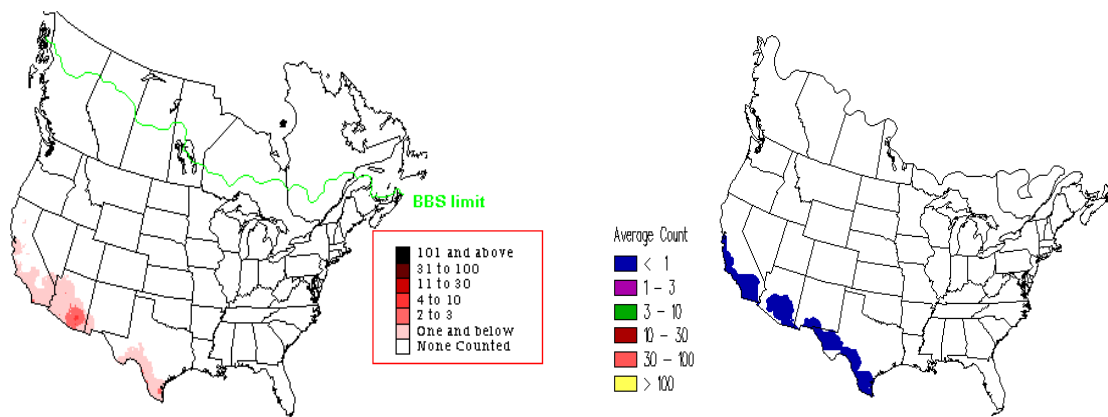 BBS limit
101 and above
31 to 100
11 to 30
4 to 10
2 to 3
One and below
None Counted
Average Count
< 1
1 - 3
3 - 10
10 - 30
30 - 100
> 100